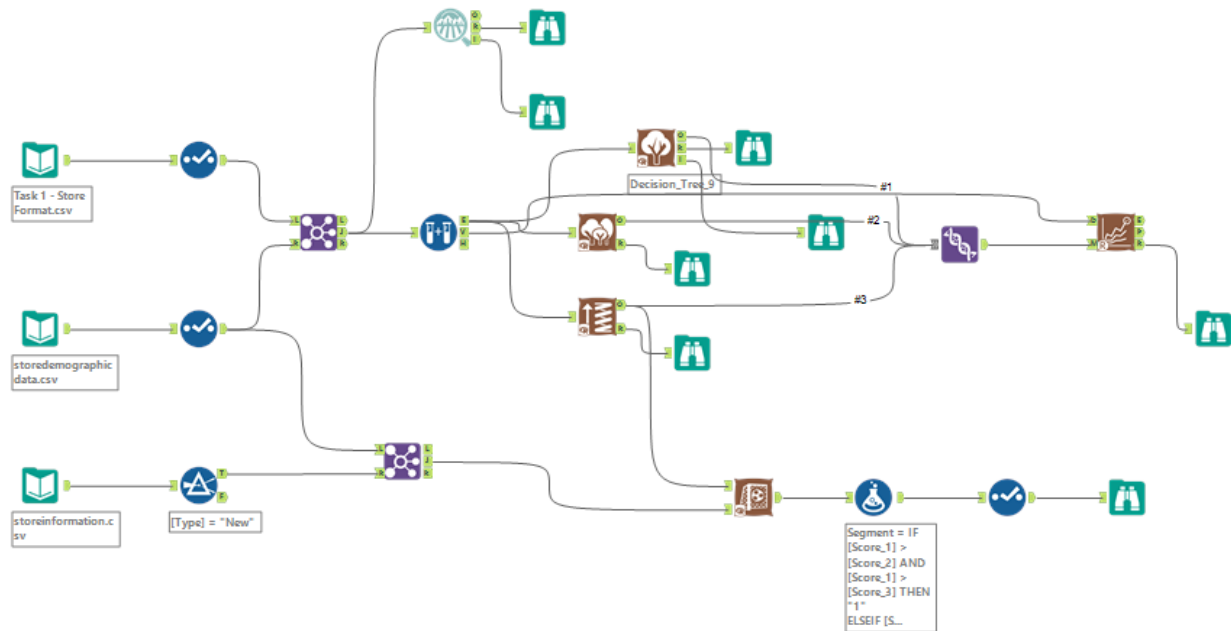 Task 1 - Store
Format.csv
Decision_Tree_9
#1
#2
#3
storedemographic
data.csv
storeinformation.c
sv
[Type] = "New"
Segment = IF
[Score_1] >
[Score_2] AND
[Score_1] >
[Score_3] THEN
"1"
ELSEIF [S...